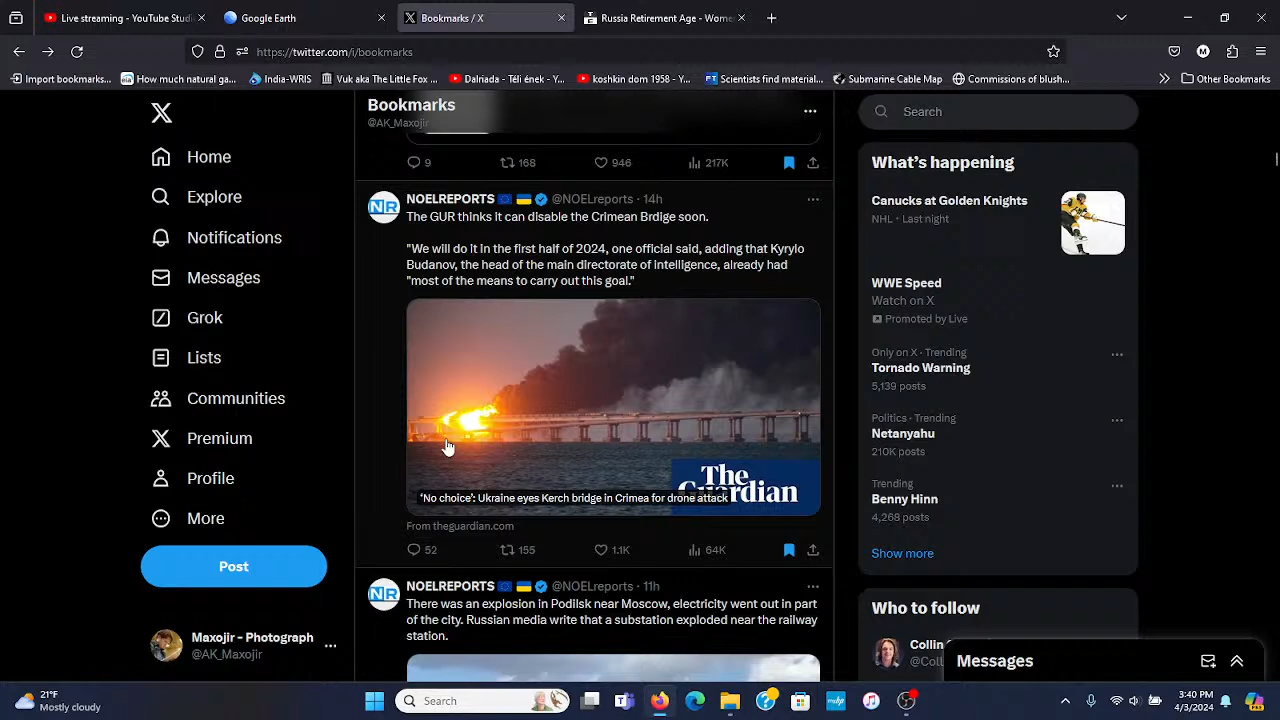 Live streaming - YouTube Studi
Google Earth
Bookmarks / X
Russia Retirement Age - Wome
https://twitter.com/i/bookmarks
Import bookmarks...
How much natural ga...
India-WRIS
Vuk aka The Little Fox ...
Dalriada - Téli ének - Y...
koshkin dom 1958 - Yo...
Scientists find material...
Submarine Cable Map
Commissions of blush...
Other Bookmarks
Home
Explore
Notifications
Messages
Grok
Lists
Communities
Premium
Profile
More
Post
Maxojir - Photograph
@AK_Maxojir
Bookmarks
@AK_Maxojir
9 168 946 217K
NOELREPORTS @NOELreports · 14h
The GUR thinks it can disable the Crimean Brdige soon.
"We will do it in the first half of 2024, one official said, adding that Kyrylo
Budanov, the head of the main directorate of intelligence, already had
"most of the means to carry out this goal."
The
Guardian
'No choice': Ukraine eyes Kerch bridge in Crimea for drone attack
From theguardian.com
52 155 1.1K 64K
NOELREPORTS @NOELreports · 11h
There was an explosion in Podilsk near Moscow, electricity went out in part
of the city. Russian media write that a substation exploded near the railway
station.
Search
What's happening
Canucks at Golden Knights
NHL · Last night
WWE Speed
Watch on X
Promoted by Live
Only on X · Trending
Tornado Warning
5,139 posts
Politics · Trending
Netanyahu
210K posts
Trending
Benny Hinn
4,268 posts
Show more
Who to follow
Collin
@Coll
Messages
21°F
Mostly cloudy
Search
3:40 PM
4/3/2024